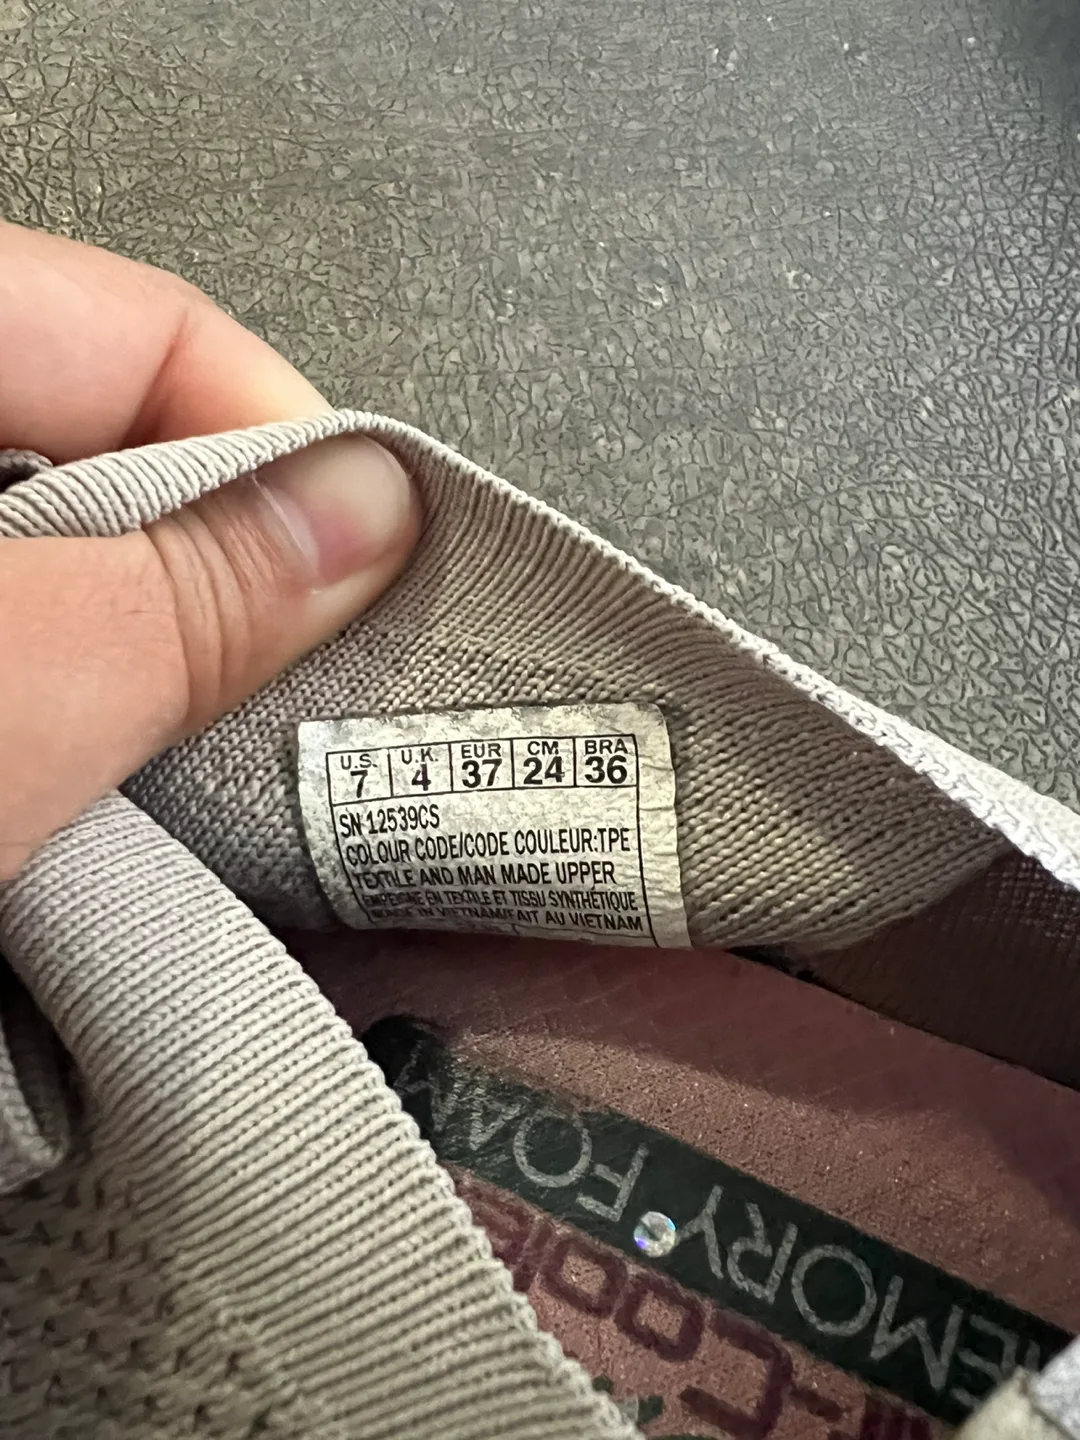 U.S. U.K. EUR CM BRA
7 4 37 24 36
SN 12539CS
COLOUR CODE/CODE COULEUR:TPE
TEXTILE AND MAN MADE UPPER
EMPEIGNE EN TEXTILE ET TISSU SYNTHÉTIQUE
MADE IN VIETNAM/FAIT AU VIETNAM
MEMORY FOAM